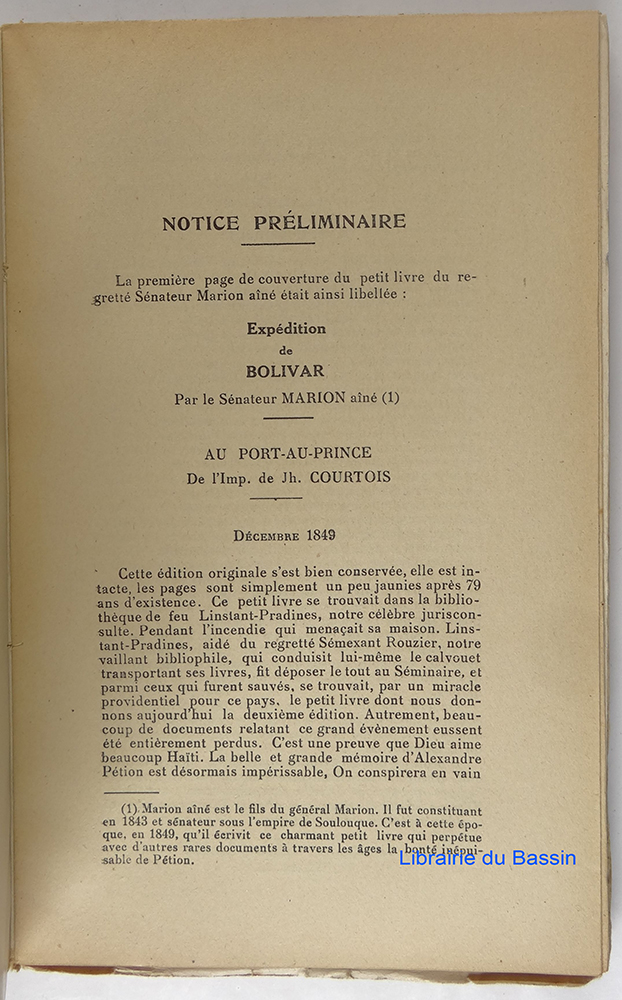 NOTICE PRÉLIMINAIRE
La première page de couverture du petit livre du re-
gretté Sénateur Marion aîné était ainsi libellée :
Expédition
de
BOLIVAR
Par le Sénateur MARION aîné (1)
AU PORT-AU-PRINCE
De l'Imp. de Jh. COURTOIS
DÉCEMBRE 1849
Cette édition originale s'est bien conservée, elle est in-
tacte, les pages sont simplement un peu jaunies après 79
ans d'existence. Ce petit livre se trouvait dans la biblio-
thèque de feu Linstant-Pradines, notre célèbre juriscon-
sulte. Pendant l'incendie qui menaçait sa maison. Lins-
tant-Pradines, aidé du regretté Sémexant Rouzier, notre
vaillant bibliophile, qui conduisit lui-même le calvouet
transportant ses livres, fit déposer le tout au Séminaire, et
parmi ceux qui furent sauvés, se trouvait, par un miracle
providentiel pour ce pays, le petit livre dont nous don-
nons aujourd'hui la deuxième édition. Autrement, beau-
coup de documents relatant ce grand évènement eussent
été entièrement perdus. C'est une preuve que Dieu aime
beaucoup Haïti. La belle et grande mémoire d'Alexandre
Pétion est désormais impérissable, On conspirera en vain
(1) Marion aîné est le fils du général Marion. Il fut constituant
en 1843 et sénateur sous l'empire de Soulouque. C'est à cette épo-
que, en 1849, qu'il écrivit ce charmant petit livre qui perpétue
avec d'autres rares documents à travers les âges la bonté inépui-
sable de Pétion.
Librairie du Bassin